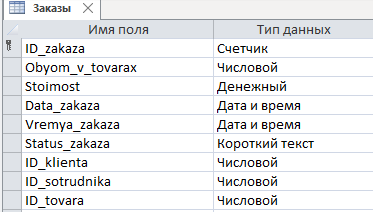 Заказы
Имя поля Тип данных
ID_zakaza Счетчик
Obyom_v_tovarax Числовой
Stoimost Денежный
Data_zakaza Дата и время
Vremya_zakaza Дата и время
Status_zakaza Короткий текст
ID_klienta Числовой
ID_sotrudnika Числовой
ID_tovara Числовой